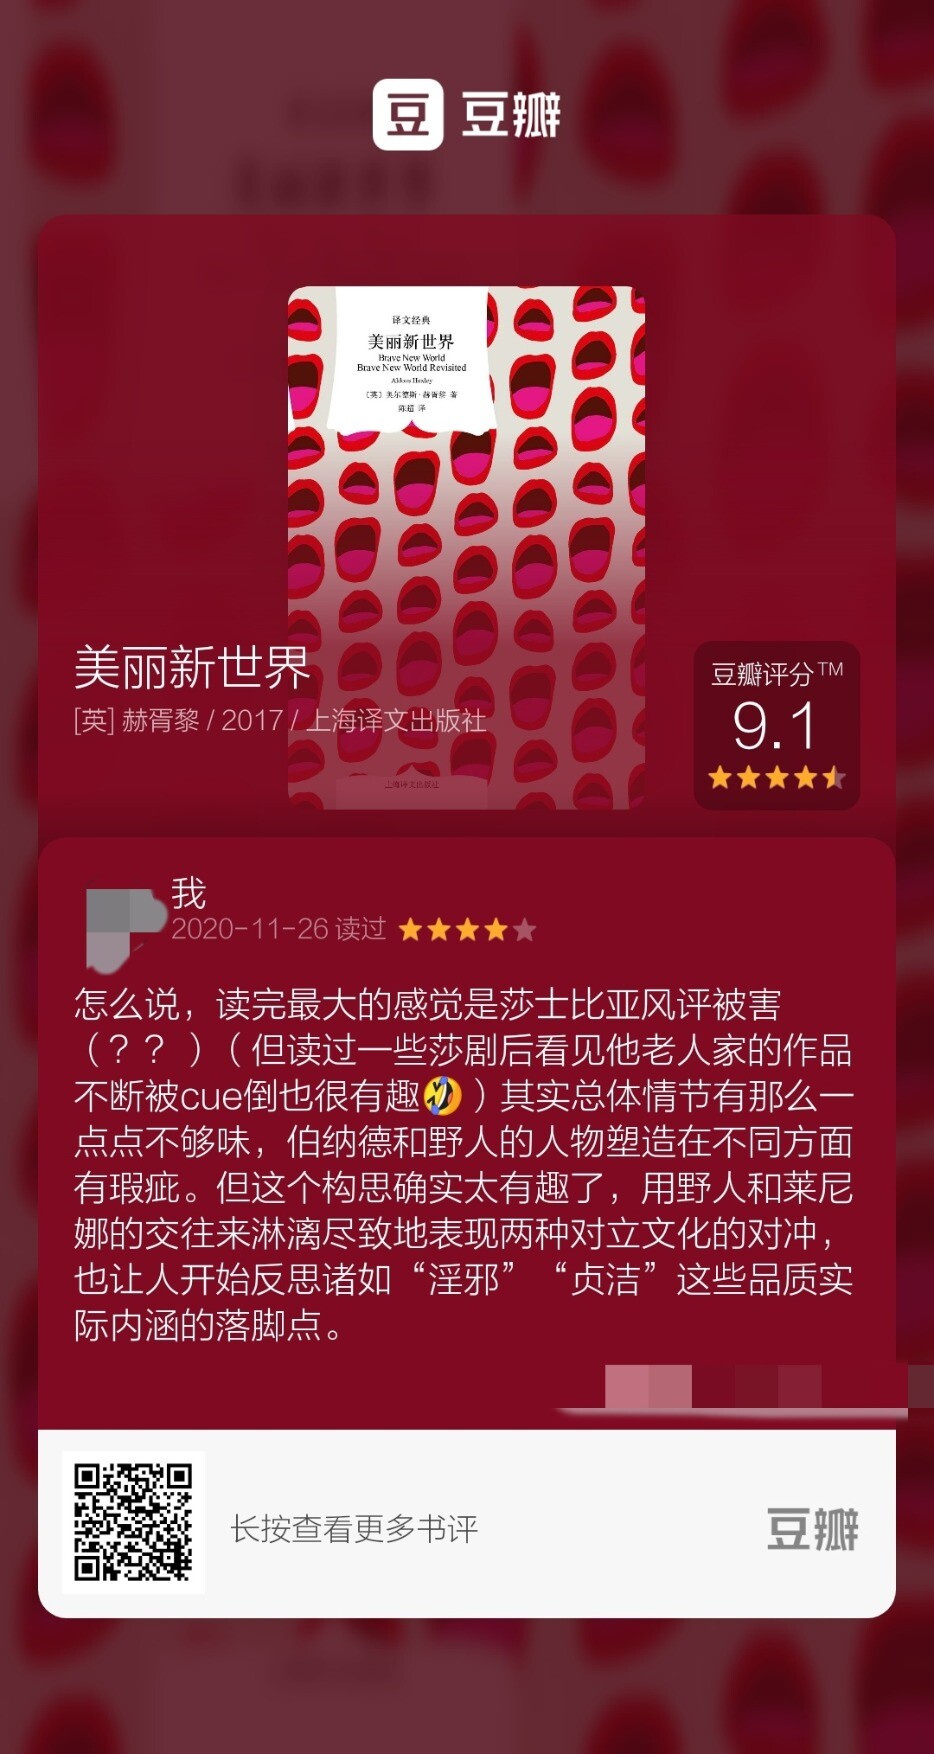 豆 豆瓣
译文经典
美丽新世界
Brave New World
Brave New World Revisited
Aldous Huxley
[英] 奥尔德斯·赫胥黎 著
陈超 译
美丽新世界
[英] 赫胥黎 / 2017 / 上海译文出版社
上海译文出版社
豆瓣评分™
9.1
我
2020-11-26 读过
怎么说，读完最大的感觉是莎士比亚风评被害
（？？）（但读过一些莎剧后看见他老人家的作品
不断被cue倒也很有趣🤣）其实总体情节有那么一
点点不够味，伯纳德和野人的人物塑造在不同方面
有瑕疵。但这个构思确实太有趣了，用野人和莱尼
娜的交往来淋漓尽致地表现两种对立文化的对冲，
也让人开始反思诸如“淫邪”“贞洁”这些品质实
际内涵的落脚点。
长按查看更多书评
豆瓣